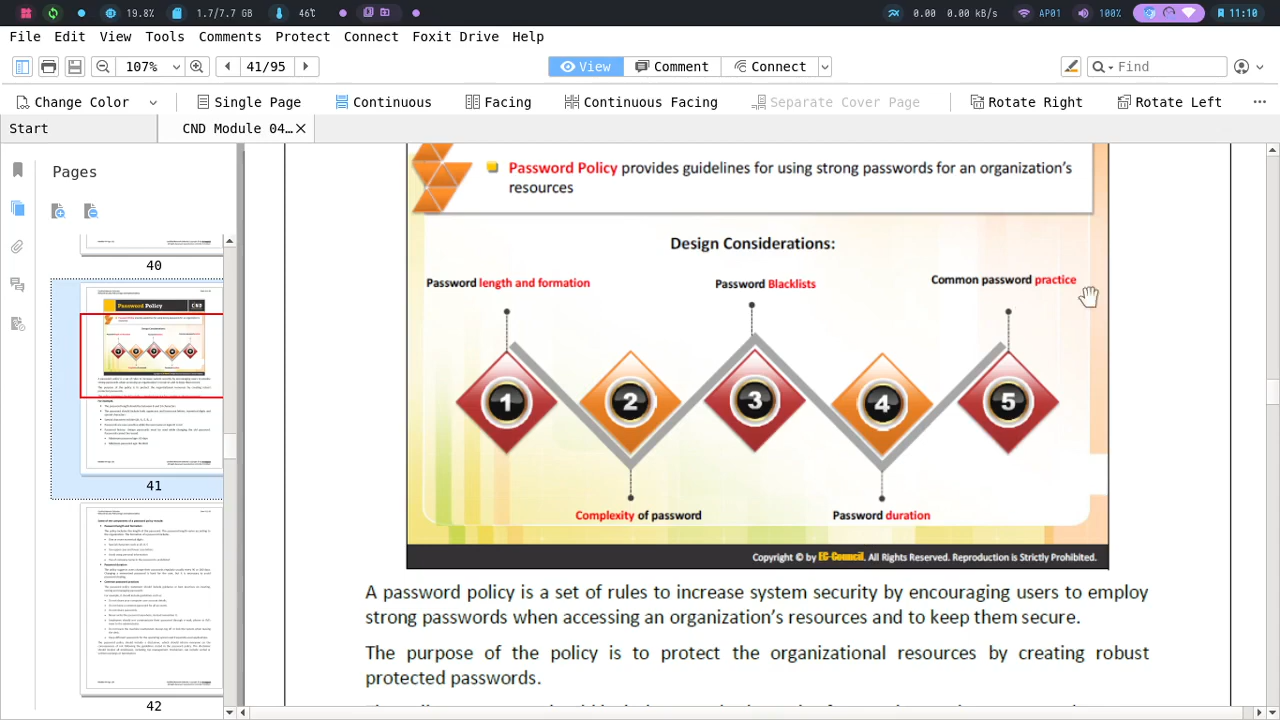 19.8% 1.7/7.7 GB 46t 0.00 0.00 kB/s AP01 100% 11:10
File Edit View Tools Comments Protect Connect Foxit Drive Help
107% 41/95 View Comment Connect Find
Change Color Single Page Continuous Facing Continuous Facing Separate Cover Page Rotate Right Rotate Left
Start CND Module 04…
Pages
40
Password Policy CND
41
42
Password Policy provides guidelines for using strong passwords for an organization's
resources
Design Considerations:
Password length and formation
Password Blacklists
Common password practice
1 2 3 4 5
Complexity of password
Password duration
Copyright © by EC-Council. All Rights Reserved. Reproduction is Strictly Prohibited.
A password policy is a set of rules to increase system security by encouraging users to employ
strong passwords when accessing an organization's resources and to keep them secure.
The purpose of the policy is to protect the organizational resources by creating robust
protected passwords.